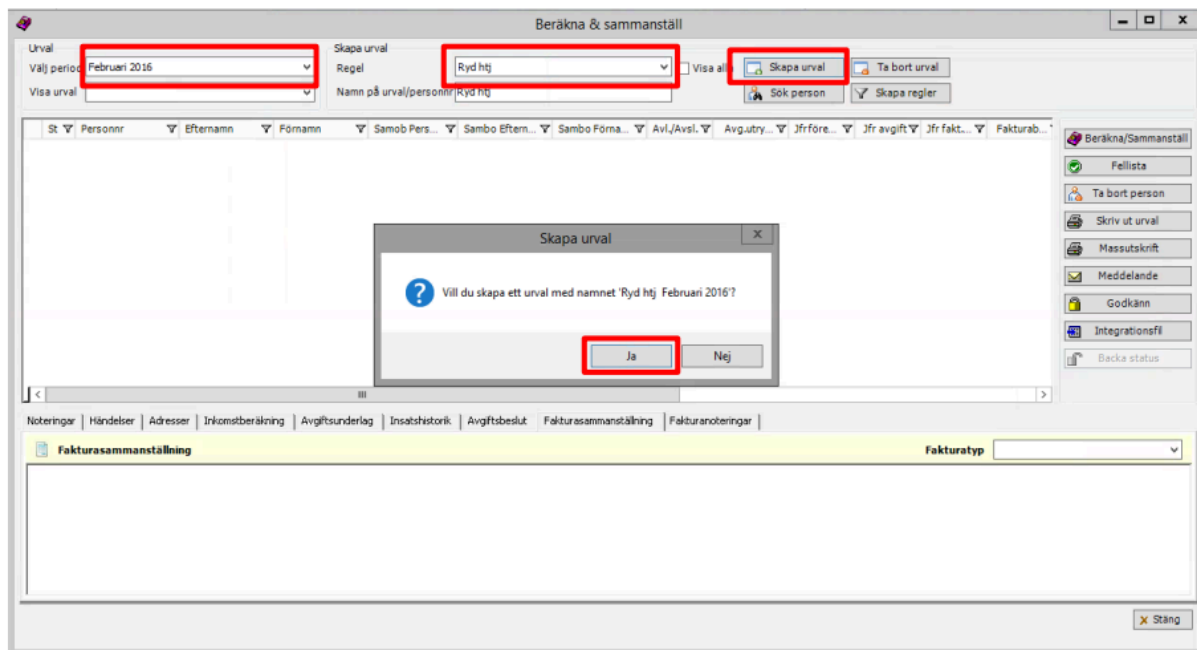 Beräkna & sammanställ
Urval
Skapa urval
Välj period Februari 2016
Regel Ryd htj Visa alla Skapa urval Ta bort urval
Visa urval
Namn på urval/personnr Ryd htj Sök person Skapa regler
St Personnr Efternamn Förnamn Samob Pers... Sambo Eftern... Sambo Förna... Avl./Avsl. Avg.utry... Jfrföre... Jfr avgift Jfr fakt.... Fakturab...
Beräkna/Sammanställ
Fellista
Ta bort person
Skriv ut urval
Massutskrift
Meddelande
Godkänn
Integrationsfil
Backa status
Skapa urval
Vill du skapa ett urval med namnet 'Ryd htj Februari 2016'?
Ja Nej
Noteringar Händelser Adresser Inkomstberäkning Avgiftsunderlag Insatshistorik Avgiftsbeslut Fakturasammanställning Fakturanoteringar
Fakturasammanställning Fakturatyp
Stäng